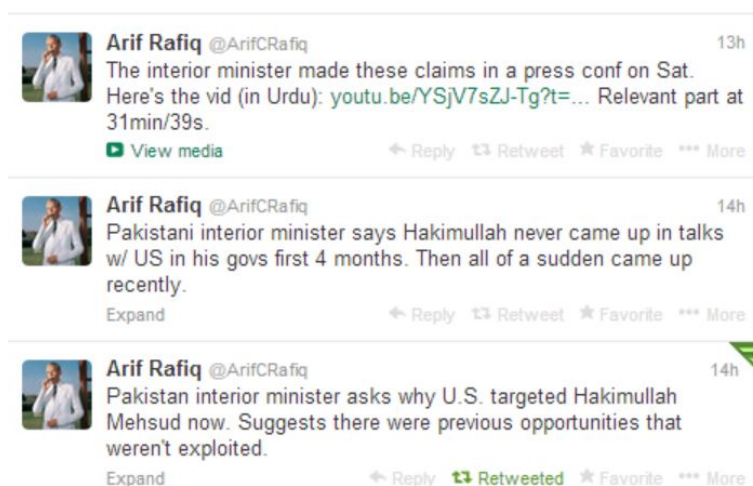 Arif Rafiq @ArifCRafiq 13h
The interior minister made these claims in a press conf on Sat.
Here's the vid (in Urdu): youtu.be/YSjV7sZJ-Tg?t=... Relevant part at
31min/39s.
View media Reply Retweet Favorite More
Arif Rafiq @ArifCRafiq 14h
Pakistani interior minister says Hakimullah never came up in talks
w/ US in his govs first 4 months. Then all of a sudden came up
recently.
Expand Reply Retweet Favorite More
Arif Rafiq @ArifCRafiq 14h
Pakistan interior minister asks why U.S. targeted Hakimullah
Mehsud now. Suggests there were previous opportunities that
weren't exploited.
Expand Reply Retweeted Favorite More